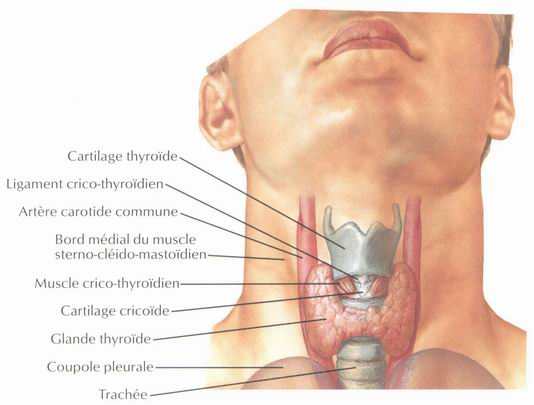 Cartilage thyroïde
Ligament crico-thyroïdien
Artère carotide commune
Bord médial du muscle
sterno-cléido-mastoïdien
Muscle crico-thyroïdien
Cartilage cricoïde
Glande thyroïde
Coupole pleurale
Trachée